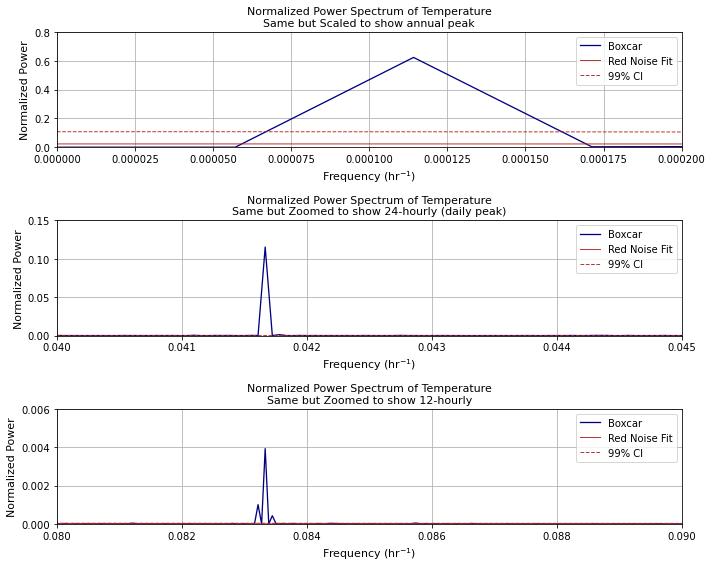 Normalized Power Spectrum of Temperature
Same but Scaled to show annual peak
Normalized Power
0.8
0.6
0.4
0.2
0.0
Boxcar
Red Noise Fit
99% CI
0.000000 0.000025 0.000050 0.000075 0.000100 0.000125 0.000150 0.000175 0.000200
Frequency (hr⁻¹)
Normalized Power Spectrum of Temperature
Same but Zoomed to show 24-hourly (daily peak)
Normalized Power
0.15
0.10
0.05
0.00
Boxcar
Red Noise Fit
99% CI
0.040 0.041 0.042 0.043 0.044 0.045
Frequency (hr⁻¹)
Normalized Power Spectrum of Temperature
Same but Zoomed to show 12-hourly
Normalized Power
0.006
0.004
0.002
0.000
Boxcar
Red Noise Fit
99% CI
0.080 0.082 0.084 0.086 0.088 0.090
Frequency (hr⁻¹)